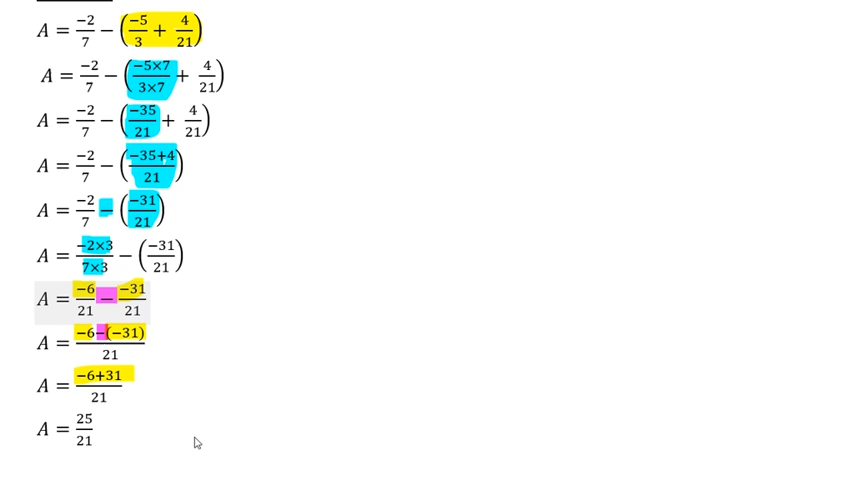 A = −2/7 − (−5/3 + 4/21)
A = −2/7 − (−5×7/3×7 + 4/21)
A = −2/7 − (−35/21 + 4/21)
A = −2/7 − (−35+4/21)
A = −2/7 − (−31/21)
A = −2×3/7×3 − (−31/21)
A = −6/21 − −31/21
A = −6−(−31)/21
A = −6+31/21
A = 25/21